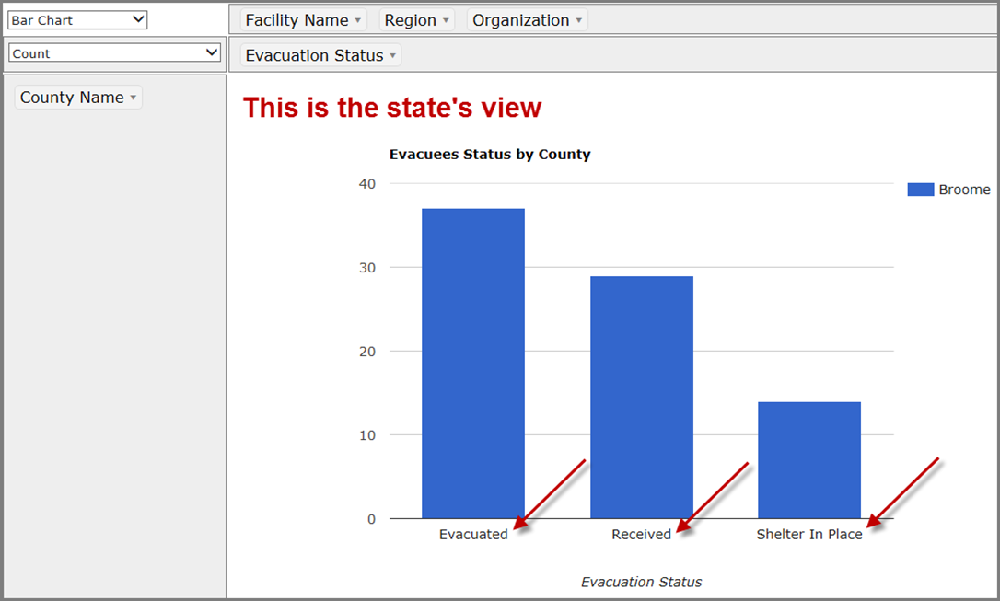 Bar Chart
Facility Name Region Organization
Count
Evacuation Status
County Name
This is the state's view
Evacuees Status by County
40
Broome
30
20
10
0
Evacuated Received Shelter In Place
Evacuation Status